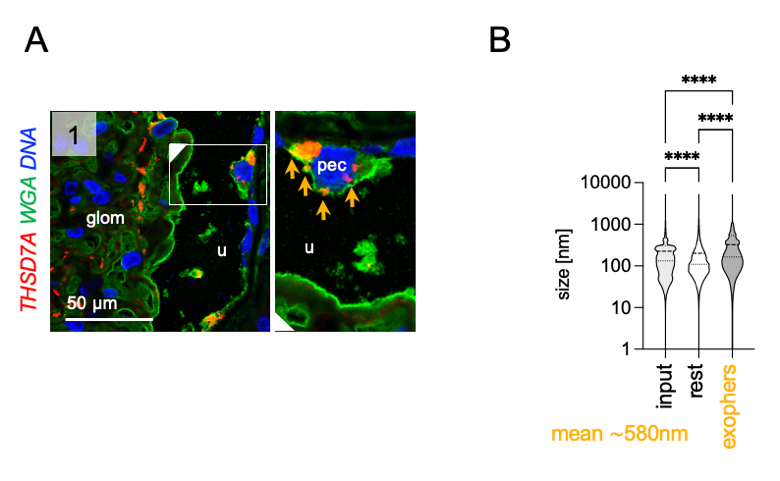 A
THSD7A WGA DNA
1
glom
u
50 µm
pec
u
B
****
****
****
size [nm]
10000
1000
100
10
1
input
rest
exophers
mean ~580nm